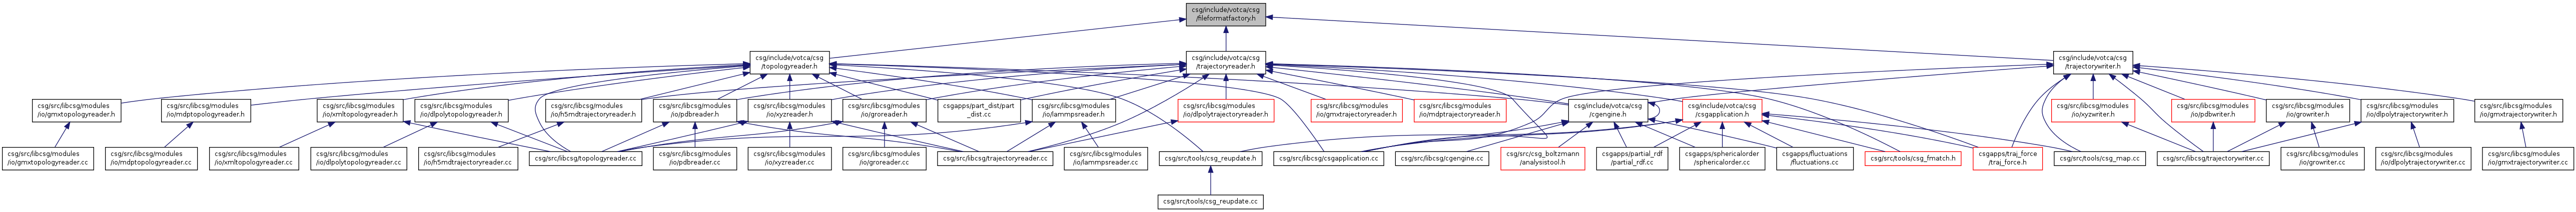 csg/include/votca/csg
/fileformatfactory.h
csg/include/votca/csg
/topologyreader.h
csg/include/votca/csg
/trajectoryreader.h
csg/include/votca/csg
/trajectorywriter.h
csg/src/libcsg/modules
/io/gmxtopologyreader.h
csg/src/libcsg/modules
/io/mdptopologyreader.h
csg/src/libcsg/modules
/io/xmltopologyreader.h
csg/src/libcsg/modules
/io/dlpolytopologyreader.h
csg/src/libcsg/modules
/io/h5mdtrajectoryreader.h
csg/src/libcsg/modules
/io/pdbreader.h
csg/src/libcsg/modules
/io/xyzreader.h
csg/src/libcsg/modules
/io/groreader.h
csgapps/part_dist/part
_dist.cc
csg/src/libcsg/modules
/io/lammpsreader.h
csg/src/libcsg/modules
/io/dlpolytrajectoryreader.h
csg/src/libcsg/modules
/io/gmxtrajectoryreader.h
csg/src/libcsg/modules
/io/mdptrajectoryreader.h
csg/include/votca/csg
/cgengine.h
csg/include/votca/csg
/csgapplication.h
csg/src/libcsg/modules
/io/xyzwriter.h
csg/src/libcsg/modules
/io/pdbwriter.h
csg/src/libcsg/modules
/io/growriter.h
csg/src/libcsg/modules
/io/dlpolytrajectorywriter.h
csg/src/libcsg/modules
/io/gmxtrajectorywriter.h
csg/src/libcsg/modules
/io/gmxtopologyreader.cc
csg/src/libcsg/modules
/io/mdptopologyreader.cc
csg/src/libcsg/modules
/io/xmltopologyreader.cc
csg/src/libcsg/modules
/io/dlpolytopologyreader.cc
csg/src/libcsg/modules
/io/h5mdtrajectoryreader.cc
csg/src/libcsg/topologyreader.cc
csg/src/libcsg/modules
/io/pdbreader.cc
csg/src/libcsg/modules
/io/xyzreader.cc
csg/src/libcsg/modules
/io/groreader.cc
csg/src/libcsg/trajectoryreader.cc
csg/src/libcsg/modules
/io/lammpsreader.cc
csg/src/tools/csg_reupdate.h
csg/src/libcsg/csgapplication.cc
csg/src/libcsg/cgengine.cc
csg/src/csg_boltzmann
/analysistool.h
csgapps/partial_rdf
/partial_rdf.cc
csgapps/sphericalorder
/sphericalorder.cc
csgapps/fluctuations
/fluctuations.cc
csg/src/tools/csg_fmatch.h
csgapps/traj_force
/traj_force.h
csg/src/tools/csg_map.cc
csg/src/libcsg/trajectorywriter.cc
csg/src/libcsg/modules
/io/growriter.cc
csg/src/libcsg/modules
/io/dlpolytrajectorywriter.cc
csg/src/libcsg/modules
/io/gmxtrajectorywriter.cc
csg/src/tools/csg_reupdate.cc